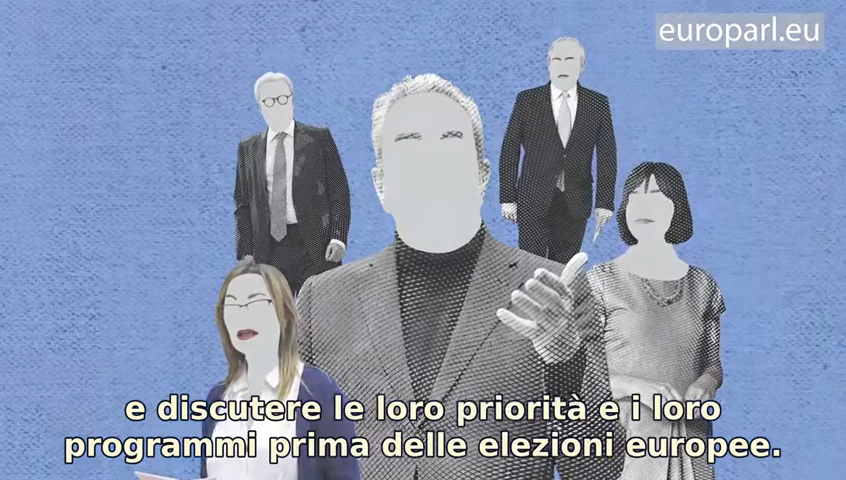 europarl.eu
e discutere le loro priorità e i loro
programmi prima delle elezioni europee.